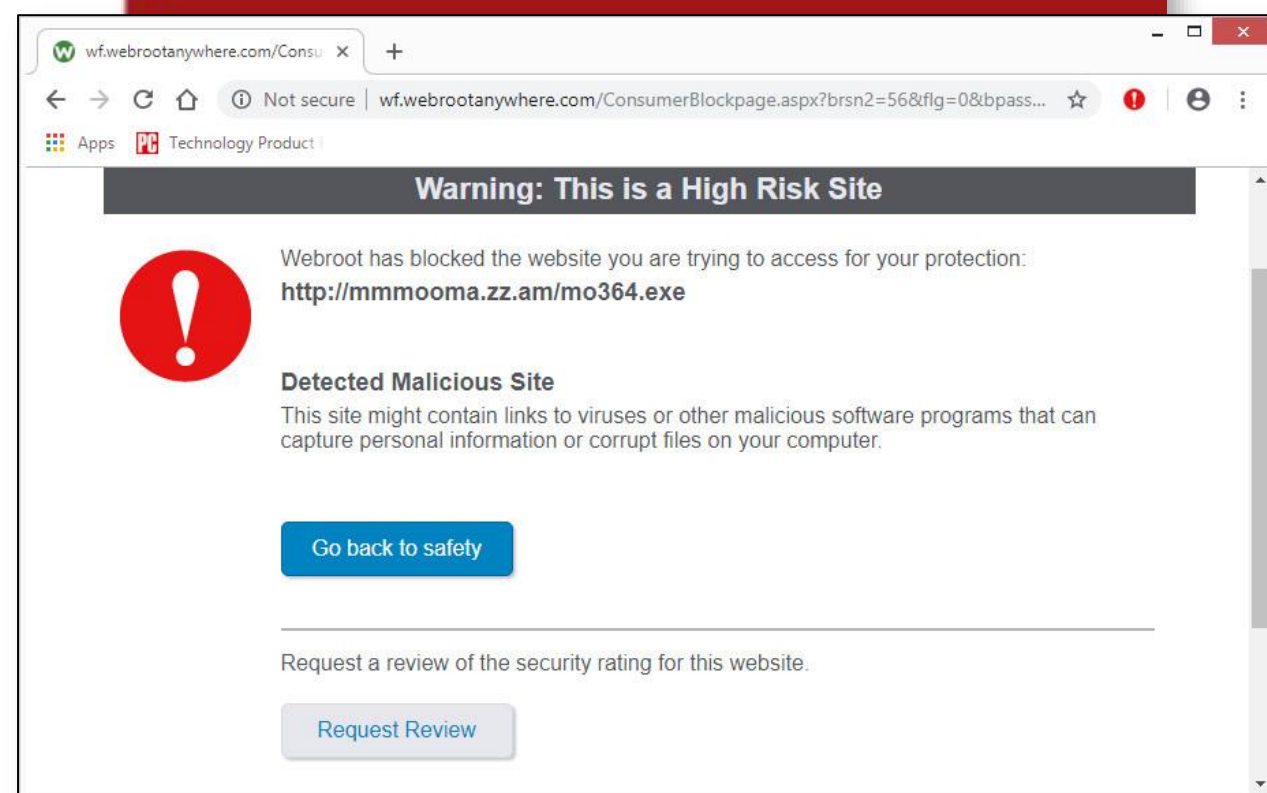 wf.webrootanywhere.com/Consu
Not secure | wf.webrootanywhere.com/ConsumerBlockpage.aspx?brsn2=56&flg=0&bpass...
Apps PC Technology Product
Warning: This is a High Risk Site
Webroot has blocked the website you are trying to access for your protection:
http://mmmooma.zz.am/mo364.exe
Detected Malicious Site
This site might contain links to viruses or other malicious software programs that can
capture personal information or corrupt files on your computer.
Go back to safety
Request a review of the security rating for this website.
Request Review